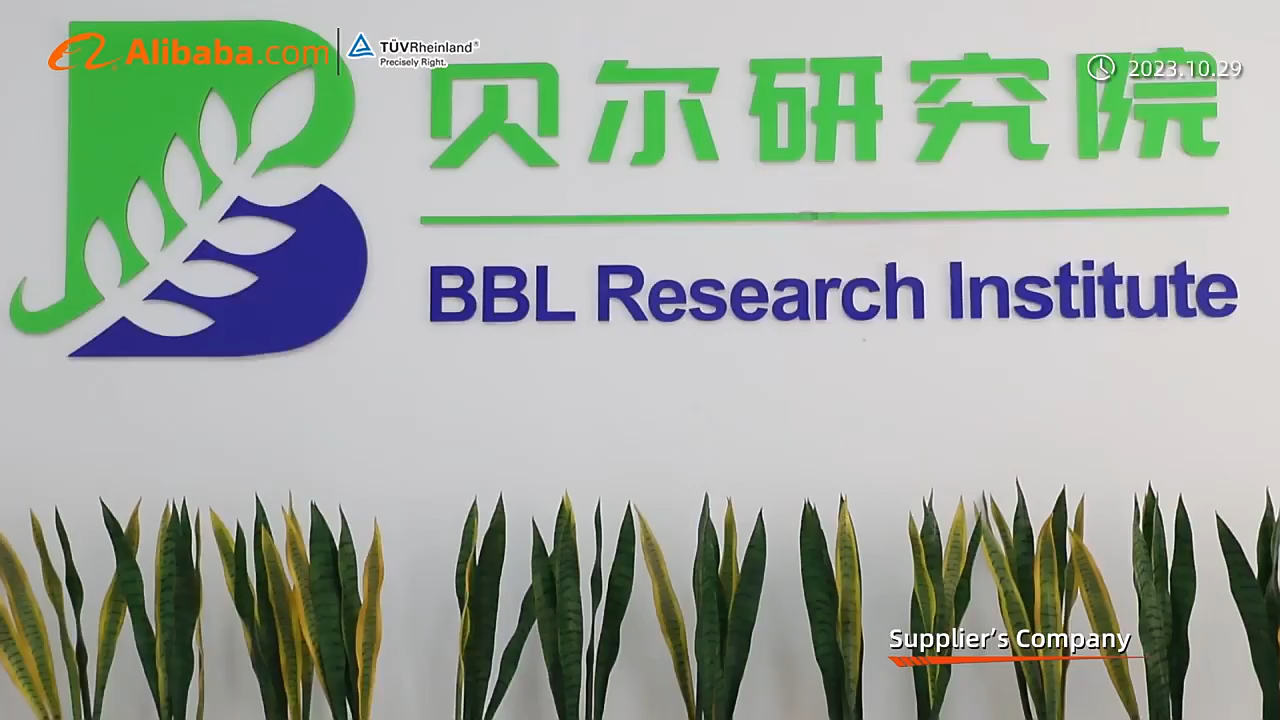 Alibaba.com
TÜVRheinland®
Precisely Right.
2023.10.29
贝尔研究院
BBL Research Institute
Supplier's Company